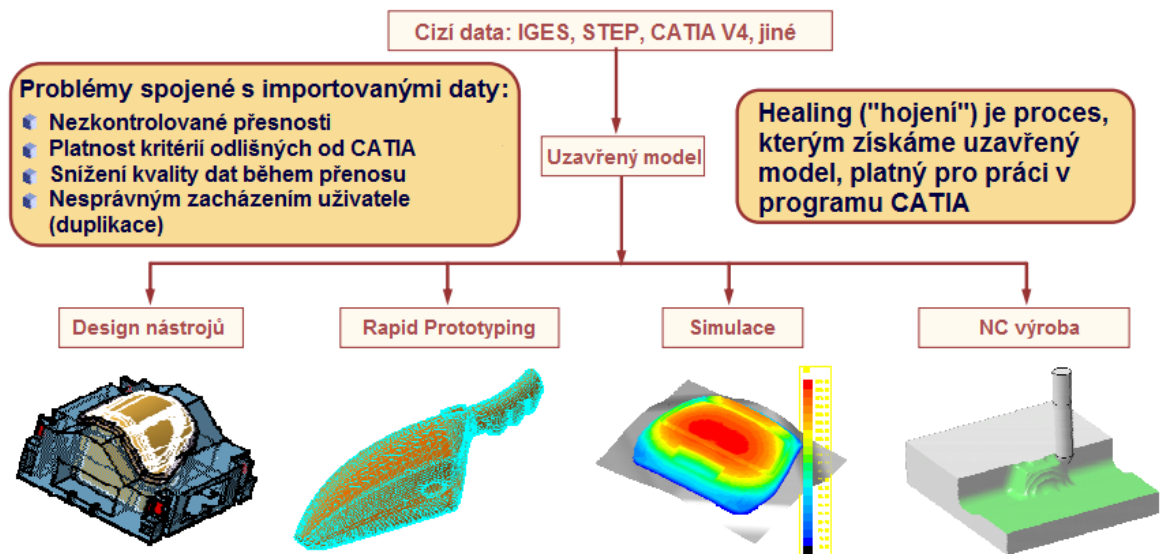 Cizí data: IGES, STEP, CATIA V4, jiné
Problémy spojené s importovanými daty:
Nezkontrolované přesnosti
Platnost kritérií odlišných od CATIA
Snížení kvality dat během přenosu
Nesprávným zacházením uživatele
(duplikace)
Uzavřený model
Healing ("hojení") je proces,
kterým získáme uzavřený
model, platný pro práci v
programu CATIA
Design nástrojů
Rapid Prototyping
Simulace
NC výroba